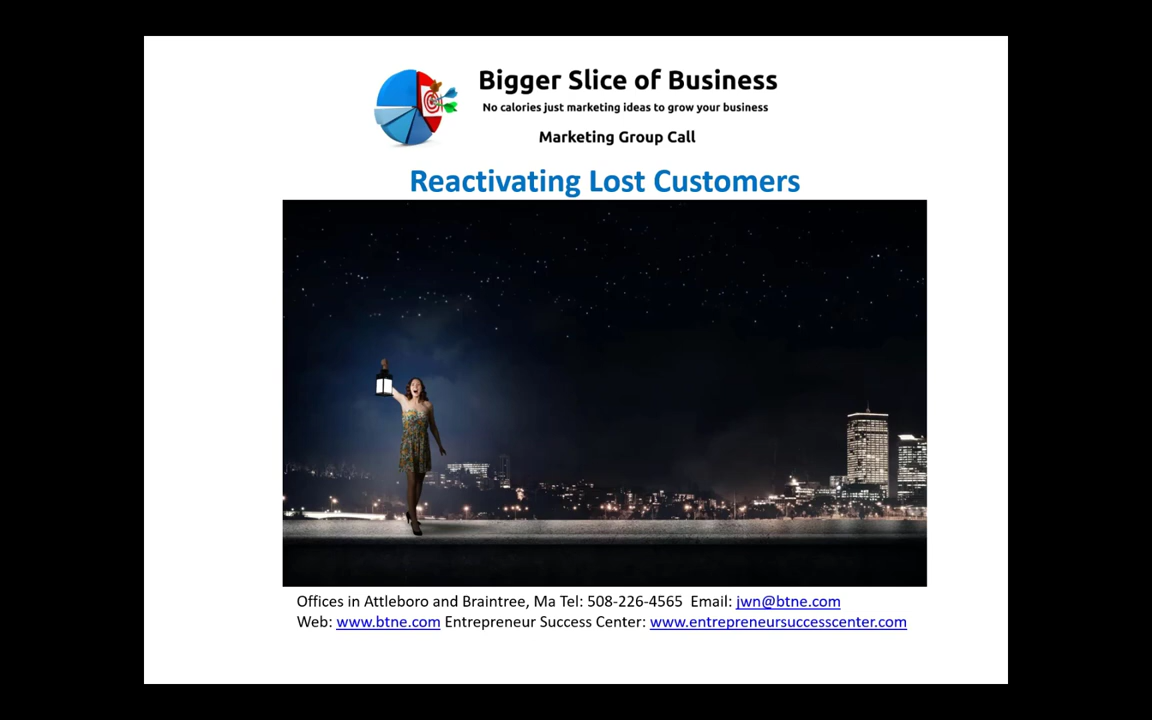 Bigger Slice of Business
No calories just marketing ideas to grow your business
Marketing Group Call
Reactivating Lost Customers
Offices in Attleboro and Braintree, Ma Tel: 508-226-4565 Email: jwn@btne.com
Web: www.btne.com Entrepreneur Success Center: www.entrepreneursuccesscenter.com